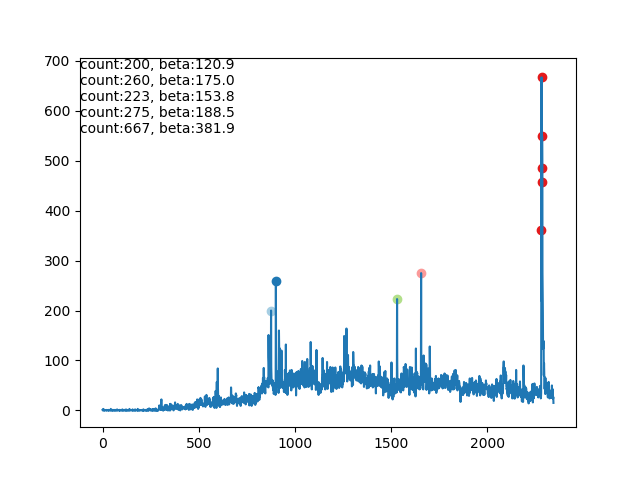 700
count:200, beta:120.9
count:260, beta:175.0
600
count:223, beta:153.8
count:275, beta:188.5
count:667, beta:381.9
500
400
300
200
100
0
0 500 1000 1500 2000